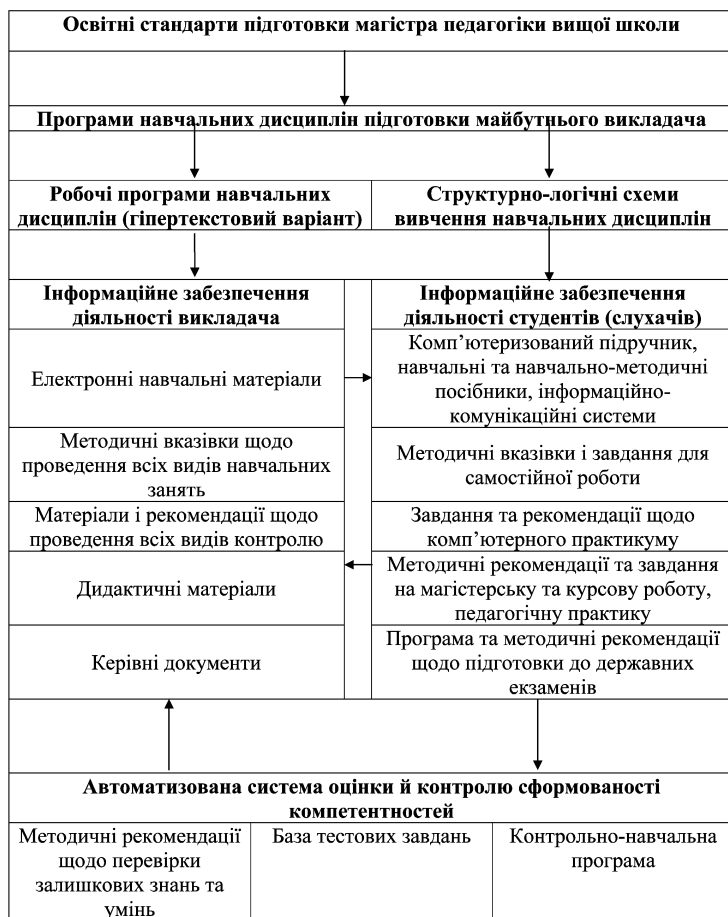 Освітні стандарти підготовки магістра педагогіки вищої школи
Програми навчальних дисциплін підготовки майбутнього викладача
Робочі програми навчальних
дисциплін (гіпертекстовий варіант)
Структурно-логічні схеми
вивчення навчальних дисциплін
Інформаційне забезпечення
діяльності викладача
Інформаційне забезпечення
діяльності студентів (слухачів)
Електронні навчальні матеріали
Комп’ютеризований підручник,
навчальні та навчально-методичні
посібники, інформаційно-
комунікаційні системи
Методичні вказівки щодо
проведення всіх видів навчальних
занять
Методичні вказівки і завдання для
самостійної роботи
Матеріали і рекомендації щодо
проведення всіх видів контролю
Завдання та рекомендації щодо
комп’ютерного практикуму
Дидактичні матеріали
Методичні рекомендації та завдання
на магістерську та курсову роботу,
педагогічну практику
Керівні документи
Програма та методичні рекомендації
щодо підготовки до державних
екзаменів
Автоматизована система оцінки й контролю сформованості
компетентностей
Методичні рекомендації
щодо перевірки
залишкових знань та
умінь
База тестових завдань
Контрольно-навчальна
програма